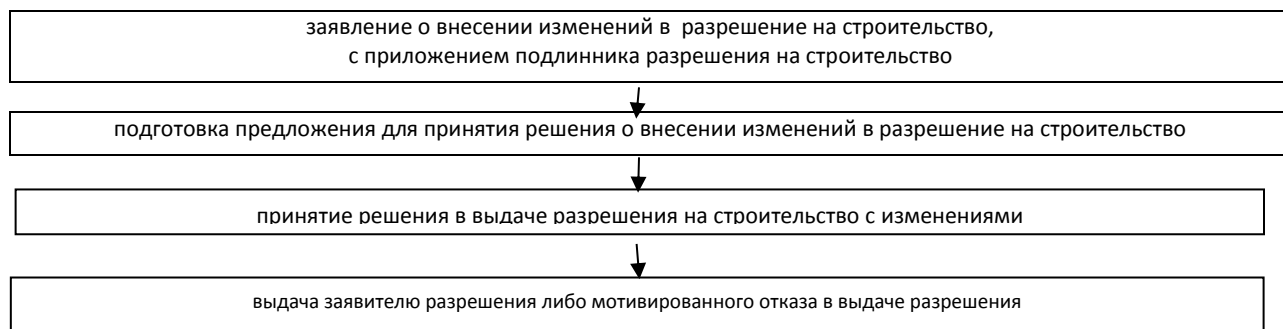 заявление о внесении изменений в разрешение на строительство,
с приложением подлинника разрешения на строительство
подготовка предложения для принятия решения о внесении изменений в разрешение на строительство
принятие решения в выдаче разрешения на строительство с изменениями
выдача заявителю разрешения либо мотивированного отказа в выдаче разрешения